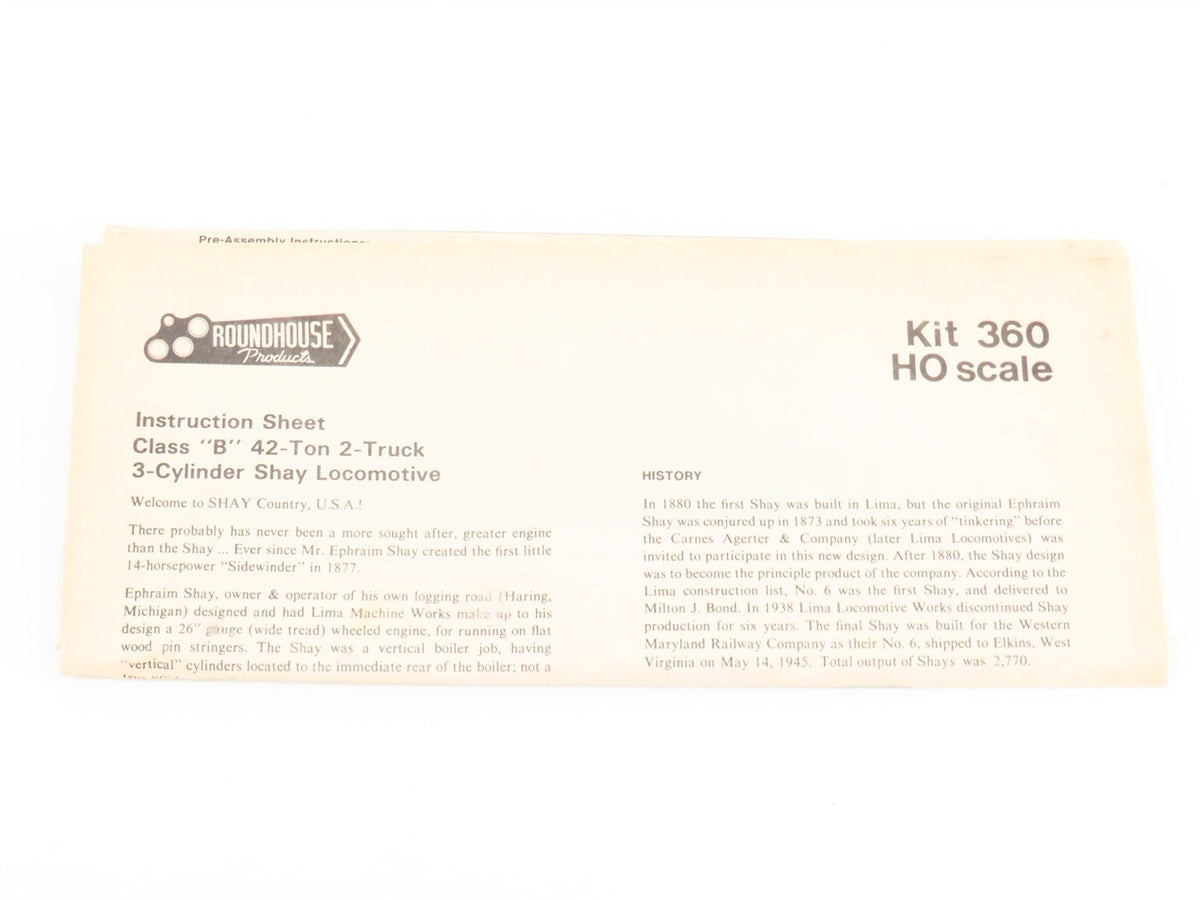 Pre-Assembly Instructions:
ROUNDHOUSE
Products
Kit 360
HO scale
Instruction Sheet
Class "B" 42-Ton 2-Truck
3-Cylinder Shay Locomotive
Welcome to SHAY Country, U.S.A.!
There probably has never been a more sought after, greater engine
than the Shay ... Ever since Mr. Ephraim Shay created the first little
14-horsepower "Sidewinder" in 1877.
Ephraim Shay, owner & operator of his own logging road (Haring,
Michigan) designed and had Lima Machine Works make up to his
design a 26" gauge (wide tread) wheeled engine, for running on flat
wood pin stringers. The Shay was a vertical boiler job, having
"vertical" cylinders located to the immediate rear of the boiler; not a
HISTORY
In 1880 the first Shay was built in Lima, but the original Ephraim
Shay was conjured up in 1873 and took six years of "tinkering" before
the Carnes Agerter & Company (later Lima Locomotives) was
invited to participate in this new design. After 1880, the Shay design
was to become the principle product of the company. According to the
Lima construction list, No. 6 was the first Shay, and delivered to
Milton J. Bond. In 1938 Lima Locomotive Works discontinued Shay
production for six years. The final Shay was built for the Western
Maryland Railway Company as their No. 6, shipped to Elkins, West
Virginia on May 14, 1945. Total output of Shays was 2,770.